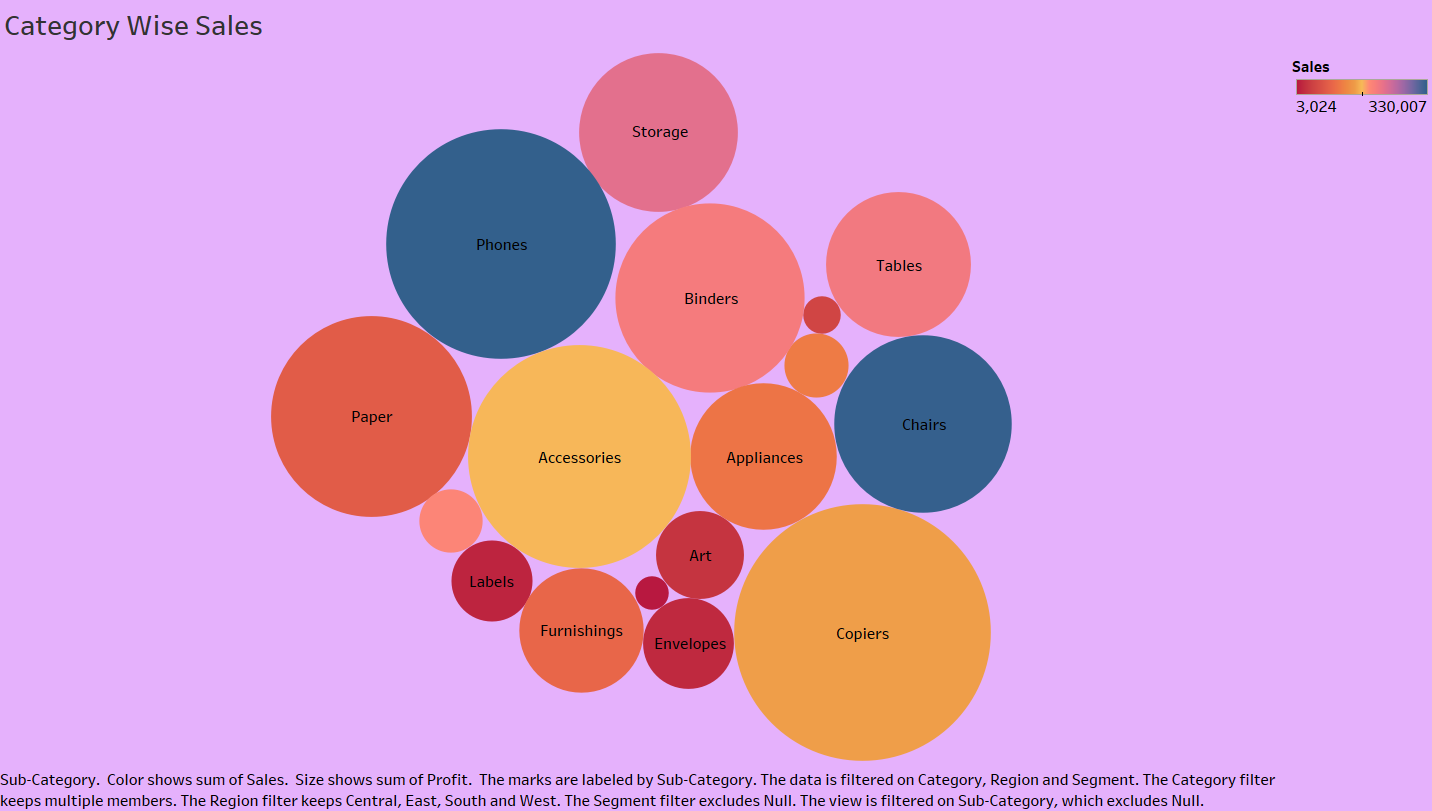 Category Wise Sales
Sales
3,024 330,007
Storage
Phones
Tables
Binders
Paper
Chairs
Accessories
Appliances
Art
Labels
Furnishings
Envelopes
Copiers
Sub-Category.  Color shows sum of Sales.  Size shows sum of Profit.  The marks are labeled by Sub-Category. The data is filtered on Category, Region and Segment. The Category filter
keeps multiple members. The Region filter keeps Central, East, South and West. The Segment filter excludes Null. The view is filtered on Sub-Category, which excludes Null.